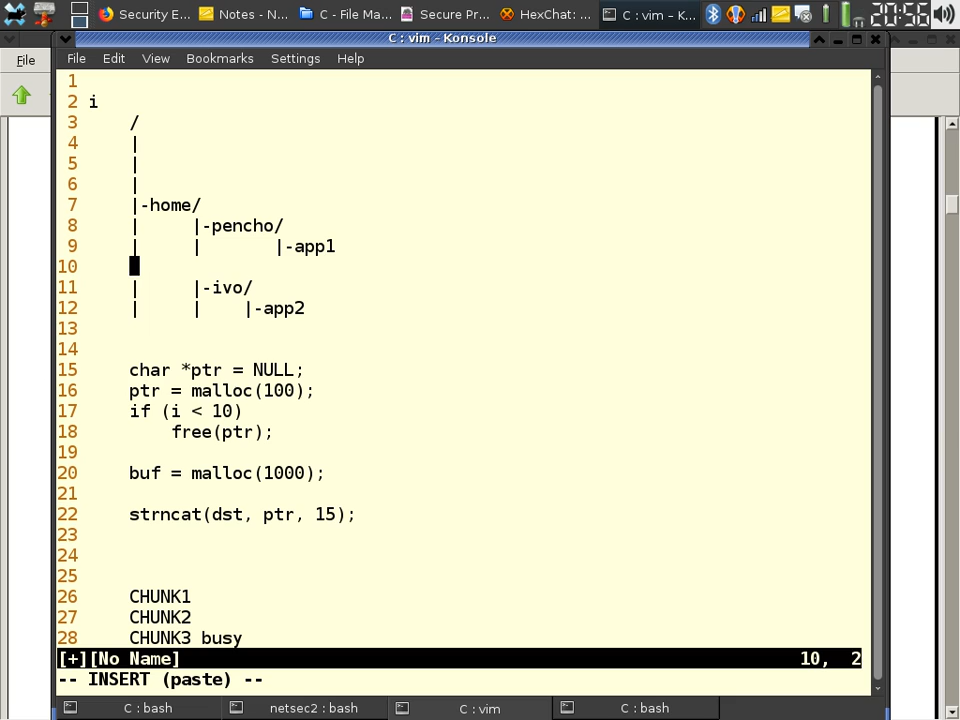 Security E... Notes - N... C - File Ma... Secure Pr... HexChat: ... C : vim – K... 20:56
C : vim – Konsole
File
File Edit View Bookmarks Settings Help
1
2 i
3     /
4     |
5     |
6     |
7     |-home/
8     |     |-pencho/
9     |     |       |-app1
10
11     |     |-ivo/
12     |     |    |-app2
13
14
15     char *ptr = NULL;
16     ptr = malloc(100);
17     if (i < 10)
18         free(ptr);
19
20     buf = malloc(1000);
21
22     strncat(dst, ptr, 15);
23
24
25
26     CHUNK1
27     CHUNK2
28     CHUNK3 busy
[+][No Name] 10, 2
-- INSERT (paste) --
C : bash netsec2 : bash C : vim C : bash